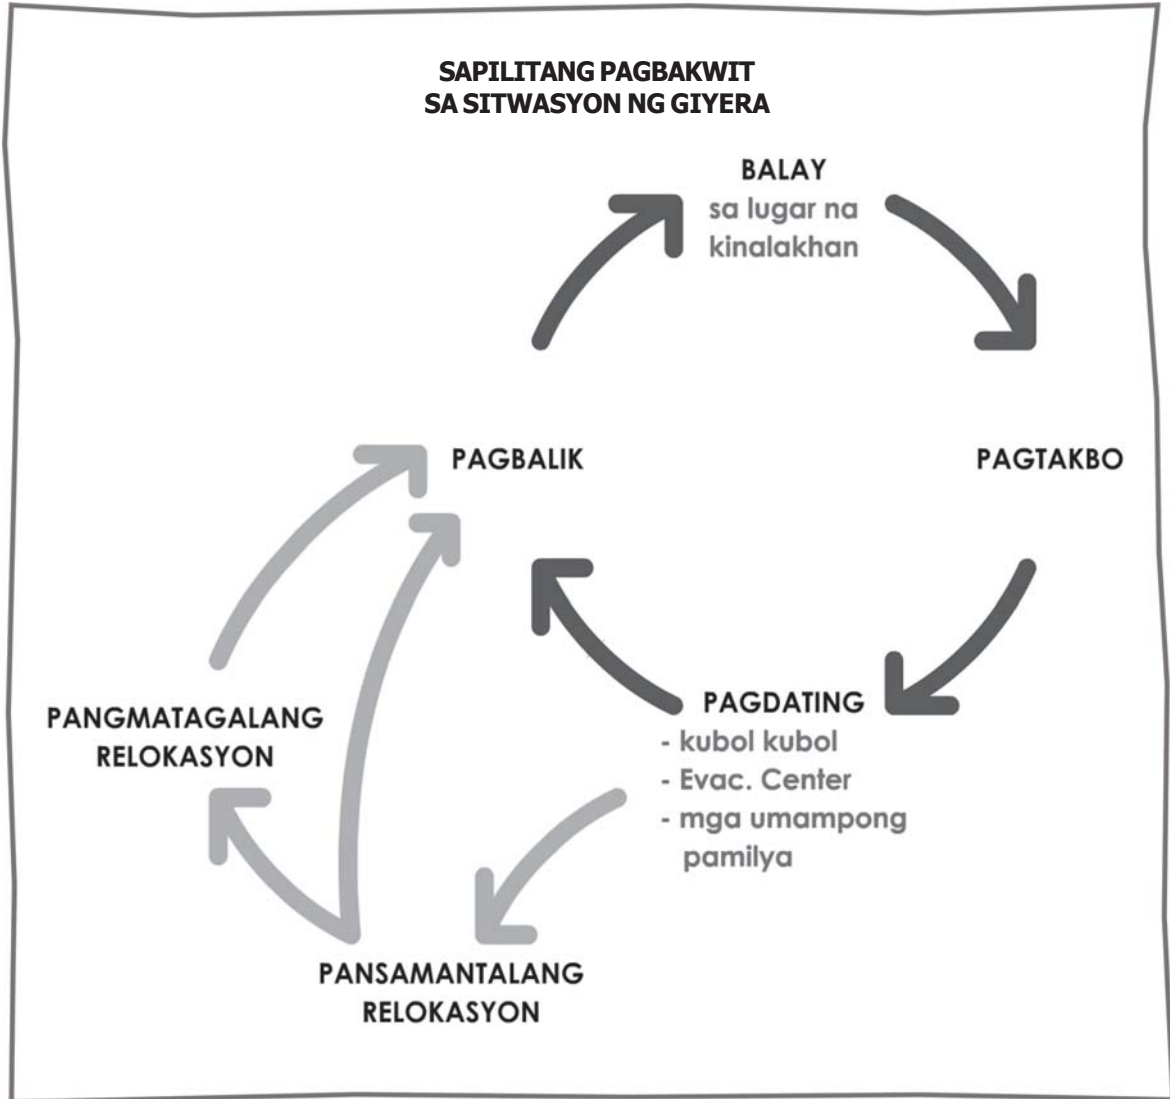 SAPILITANG PAGBAKWIT
SA SITWASYON NG GIYERA
BALAY
sa lugar na
kinalakhan
PAGBALIK
PAGTAKBO
PAGDATING
- kubol kubol
- Evac. Center
- mga umampong
pamilya
PANGMATAGALANG
RELOKASYON
PANSAMANTALANG
RELOKASYON